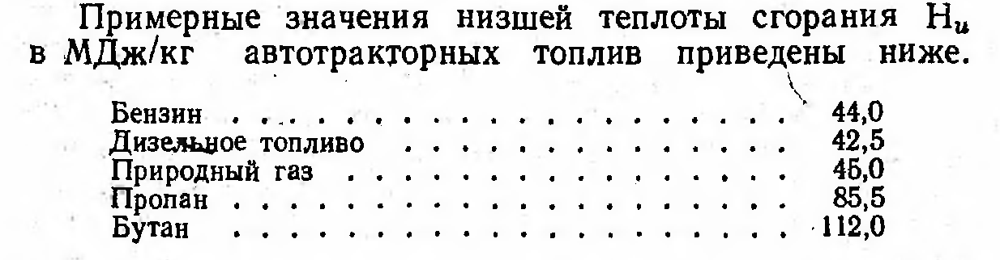 Примерные значения низшей теплоты сгорания Hu
в МДж/кг автотракторных топлив приведены ниже.
Бензин . . . . . . . . . . . . . . . . . . . . 44,0
Дизельное топливо . . . . . . . . . . . . . . 42,5
Природный газ . . . . . . . . . . . . . . . . 45,0
Пропан . . . . . . . . . . . . . . . . . . . . 85,5
Бутан . . . . . . . . . . . . . . . . . . . . 112,0